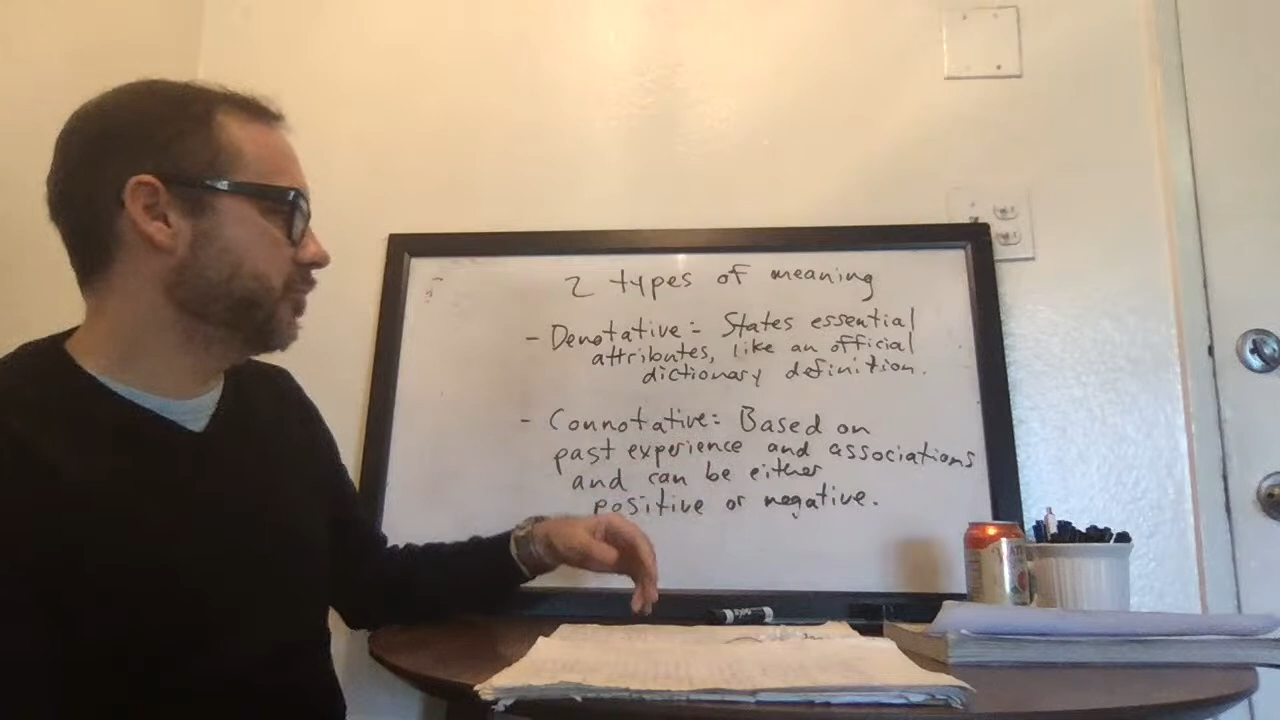 2 types of meaning
- Denotative: States essential
attributes, like an official
dictionary definition.
- Connotative: Based on
past experience and associations
and can be either
positive or negative.